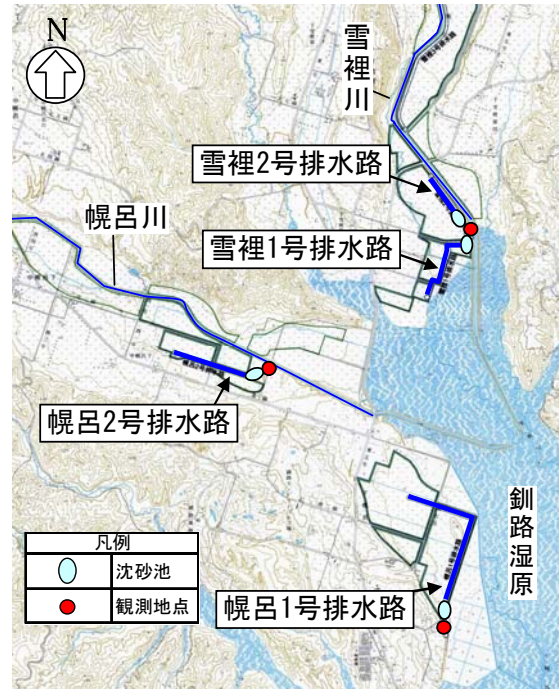 N
雪裡川
雪裡2号排水路
幌呂川
雪裡1号排水路
幌呂2号排水路
釧路湿原
凡例
沈砂池
観測地点
幌呂1号排水路